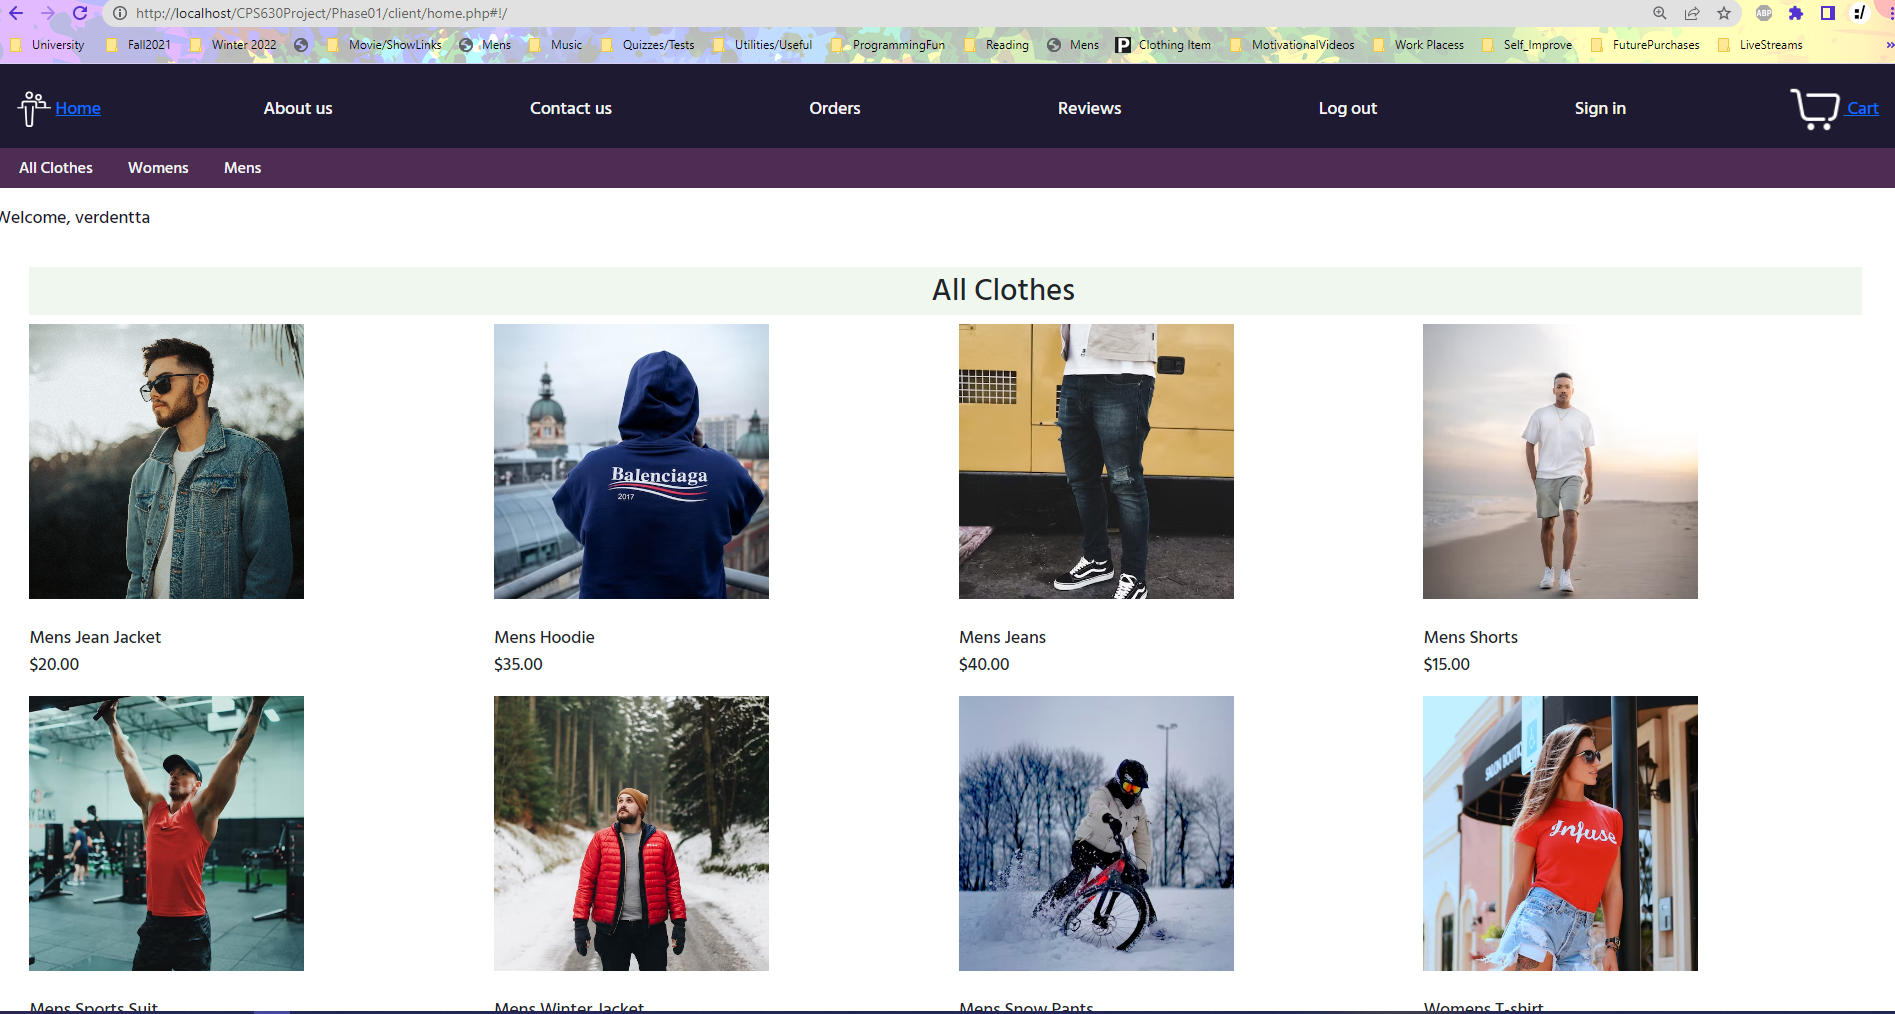 http://localhost/CPS630Project/Phase01/client/home.php#!/
ABP
University Fall2021 Winter 2022 Movie/ShowLinks Mens Music Quizzes/Tests Utilities/Useful ProgrammingFun Reading Mens Clothing Item MotivationalVideos Work Placess Self_Improve FuturePurchases LiveStreams »
Home About us Contact us Orders Reviews Log out Sign in Cart
All Clothes Womens Mens
Welcome, verdentta
All Clothes
Balenciaga
2017
Mens Jean Jacket Mens Hoodie Mens Jeans Mens Shorts
$20.00 $35.00 $40.00 $15.00
Infuse
Mens Sports Suit Mens Winter Jacket Mens Snow Pants Womens T-shirt